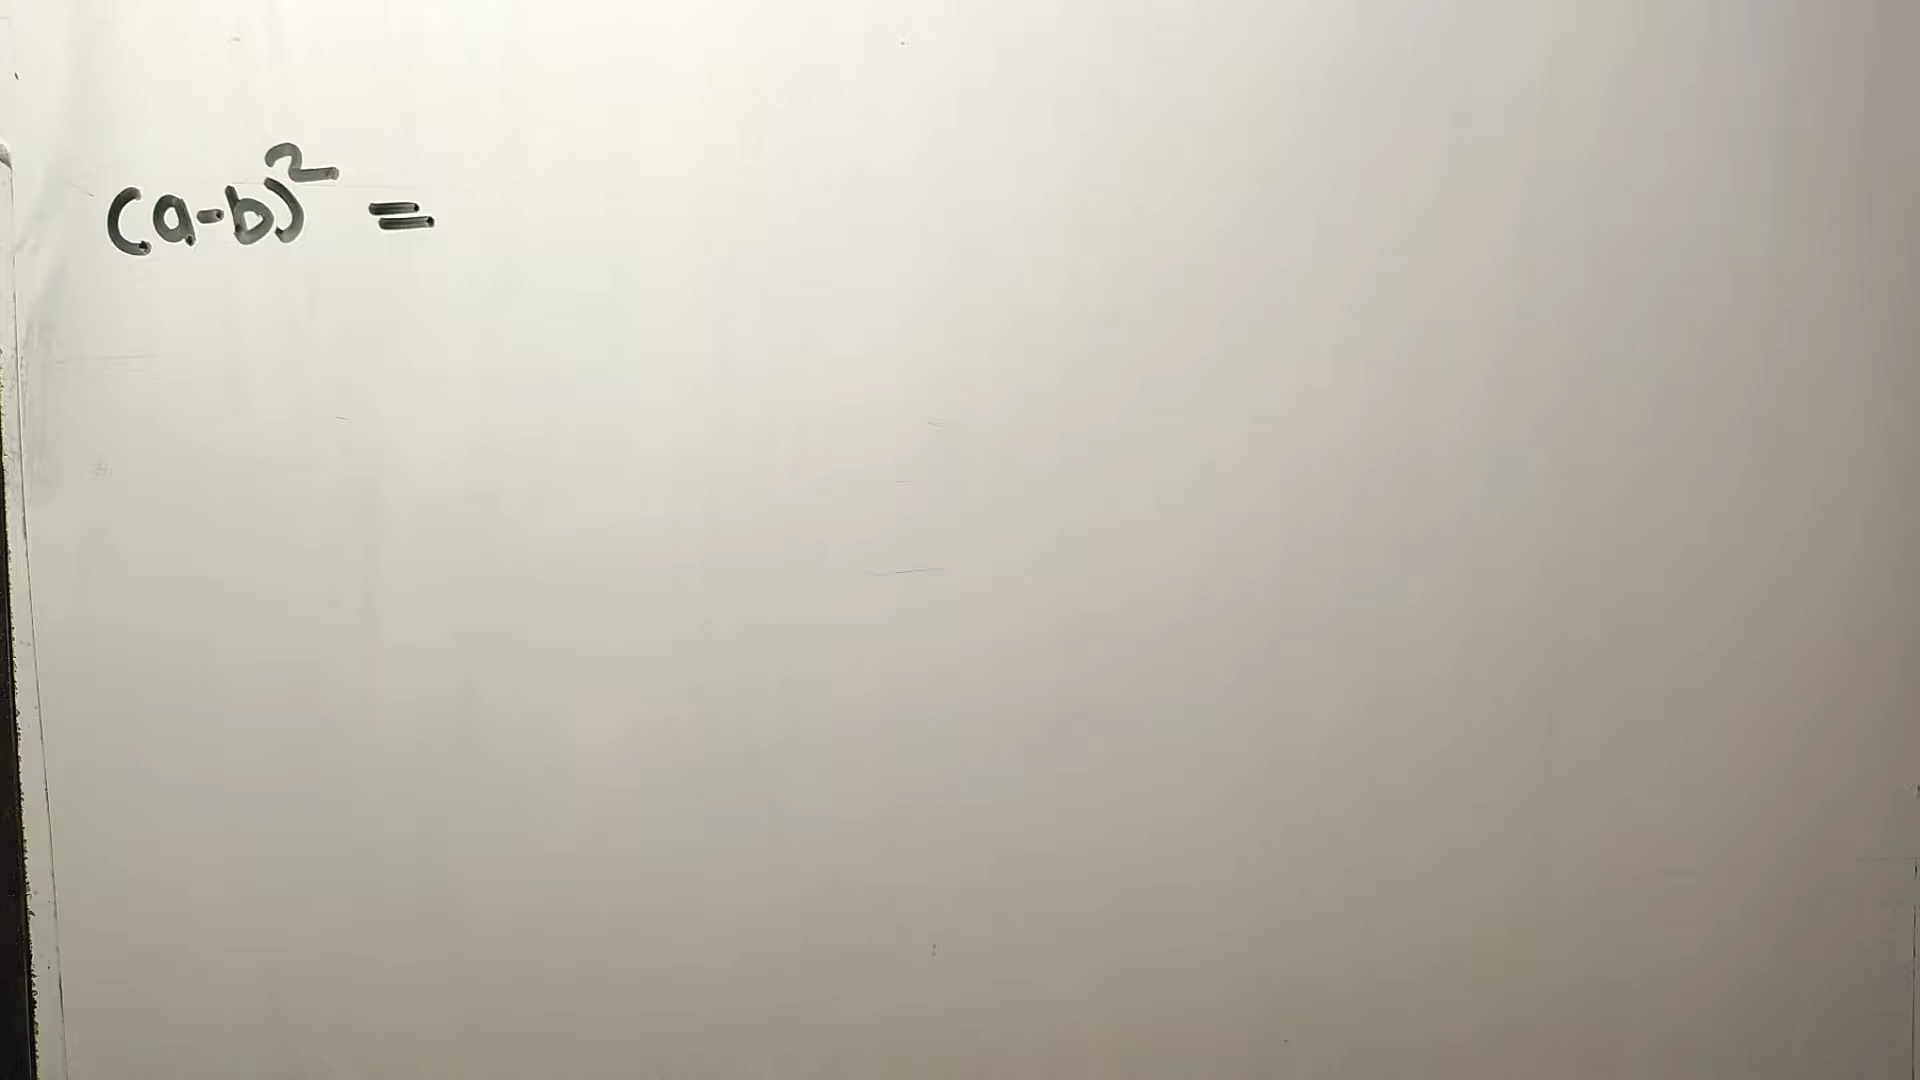 (a-b)² =